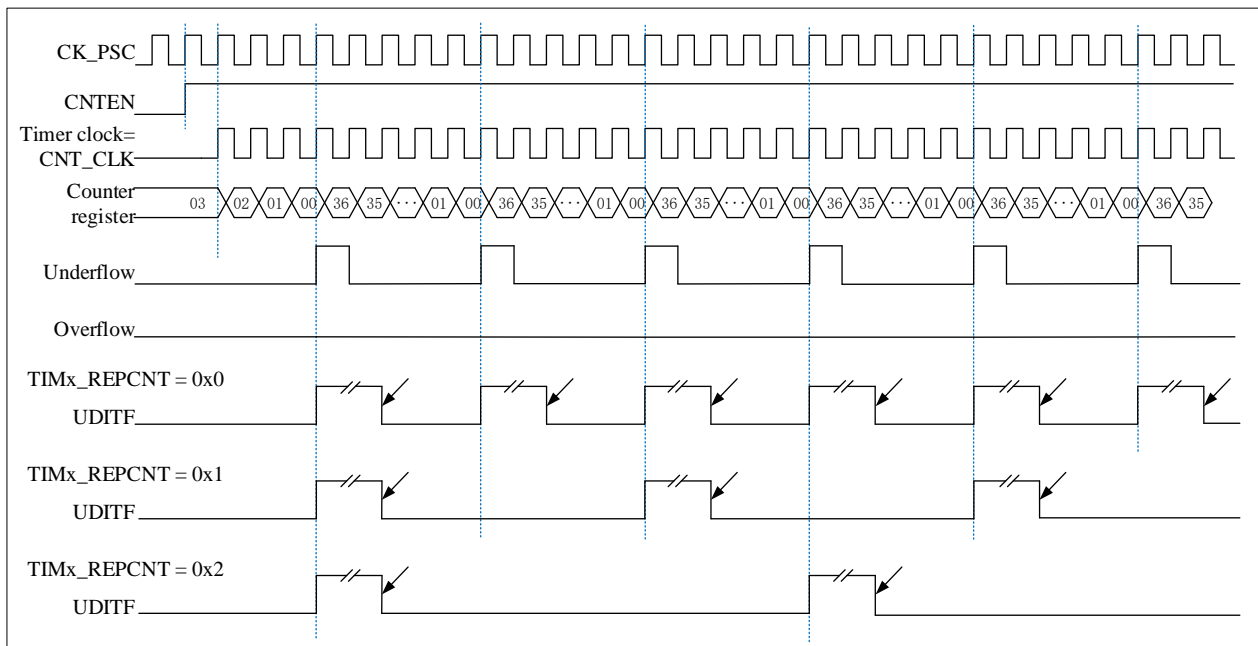 CK_PSC
CNTEN
Timer clock=
CNT_CLK
Counter
register
03 02 01 00 36 35 ··· 01 00 36 35 ··· 01 00 36 35 ··· 01 00 36 35 ··· 01 00 36 35 ··· 01 00 36 35
Underflow
Overflow
TIMx_REPCNT = 0x0
UDITF
TIMx_REPCNT = 0x1
UDITF
TIMx_REPCNT = 0x2
UDITF